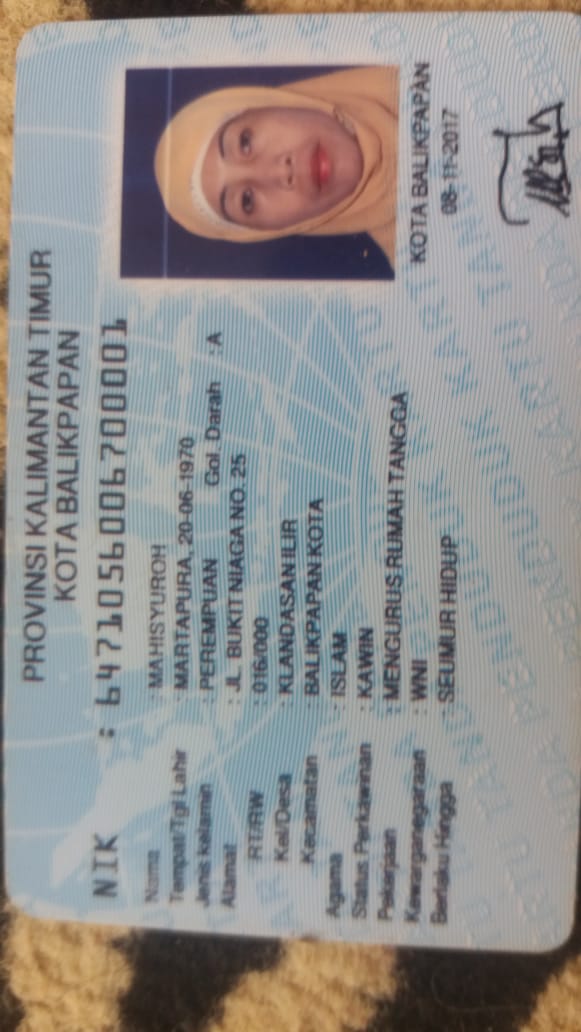 PROVINSI KALIMANTAN TIMUR
KOTA BALIKPAPAN
NIK : 6471056006700001
Nama : MAHISYUROH
Tempat/Tgl Lahir : MARTAPURA, 20-06-1970
Jenis kelamin : PEREMPUAN Gol. Darah : A
Alamat : JL. BUKIT NIAGA NO. 25
RT/RW : 016/000
Kel/Desa : KLANDASAN ILIR
Kecamatan : BALIKPAPAN KOTA
Agama : ISLAM
Status Perkawinan : KAWIN
Pekerjaan : MENGURUS RUMAH TANGGA
Kewarganegaraan : WNI
Berlaku Hingga : SEUMUR HIDUP
KOTA BALIKPAPAN
08-11-2017